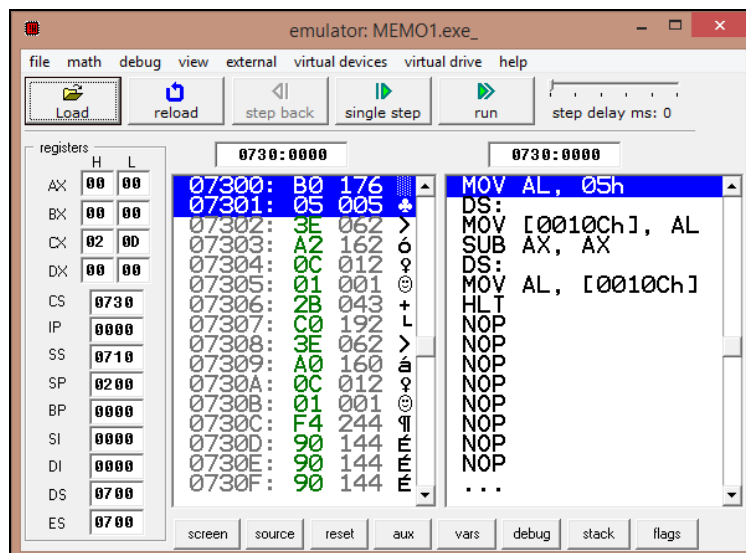 emulator: MEMO1.exe_
file math debug view external virtual devices virtual drive help
Load reload step back single step run step delay ms: 0
registers
H L
0730:0000 0730:0000
AX 00 00
BX 00 00
CX 02 0D
DX 00 00
CS 0730
IP 0000
SS 0710
SP 0200
BP 0000
SI 0000
DI 0000
DS 0700
ES 0700
07300: B0 176 ▒
07301: 05 005 ♣
07302: 3E 062 >
07303: A2 162 ó
07304: 0C 012 ♀
07305: 01 001 ☺
07306: 2B 043 +
07307: C0 192 └
07308: 3E 062 >
07309: A0 160 á
0730A: 0C 012 ♀
0730B: 01 001 ☺
0730C: F4 244 ¶
0730D: 90 144 É
0730E: 90 144 É
0730F: 90 144 É
MOV AL, 05h
DS:
MOV [0010Ch], AL
SUB AX, AX
DS:
MOV AL, [0010Ch]
HLT
NOP
NOP
NOP
NOP
NOP
NOP
NOP
NOP
...
screen source reset aux vars debug stack flags